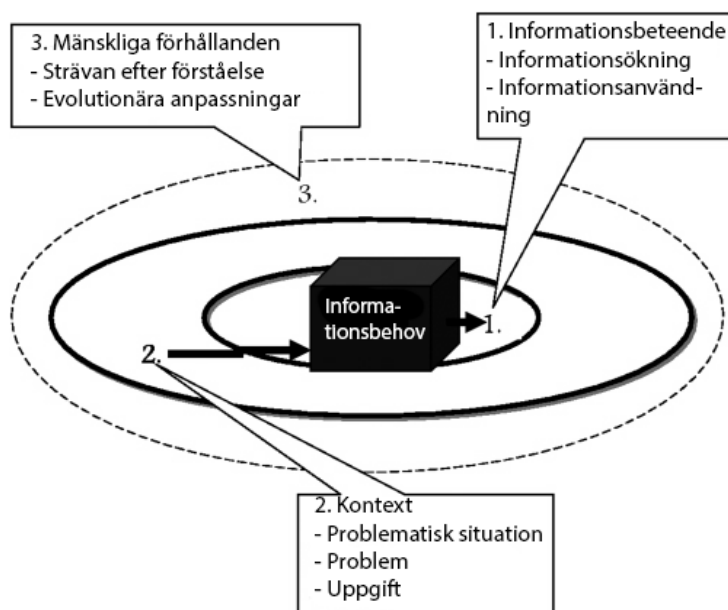 3. Mänskliga förhållanden
- Strävan efter förståelse
- Evolutionära anpassningar
1. Informationsbeteende
- Informationsökning
- Informationsanvänd-
ning
3.
Informa-
tionsbehov
1.
2.
2. Kontext
- Problematisk situation
- Problem
- Uppgift